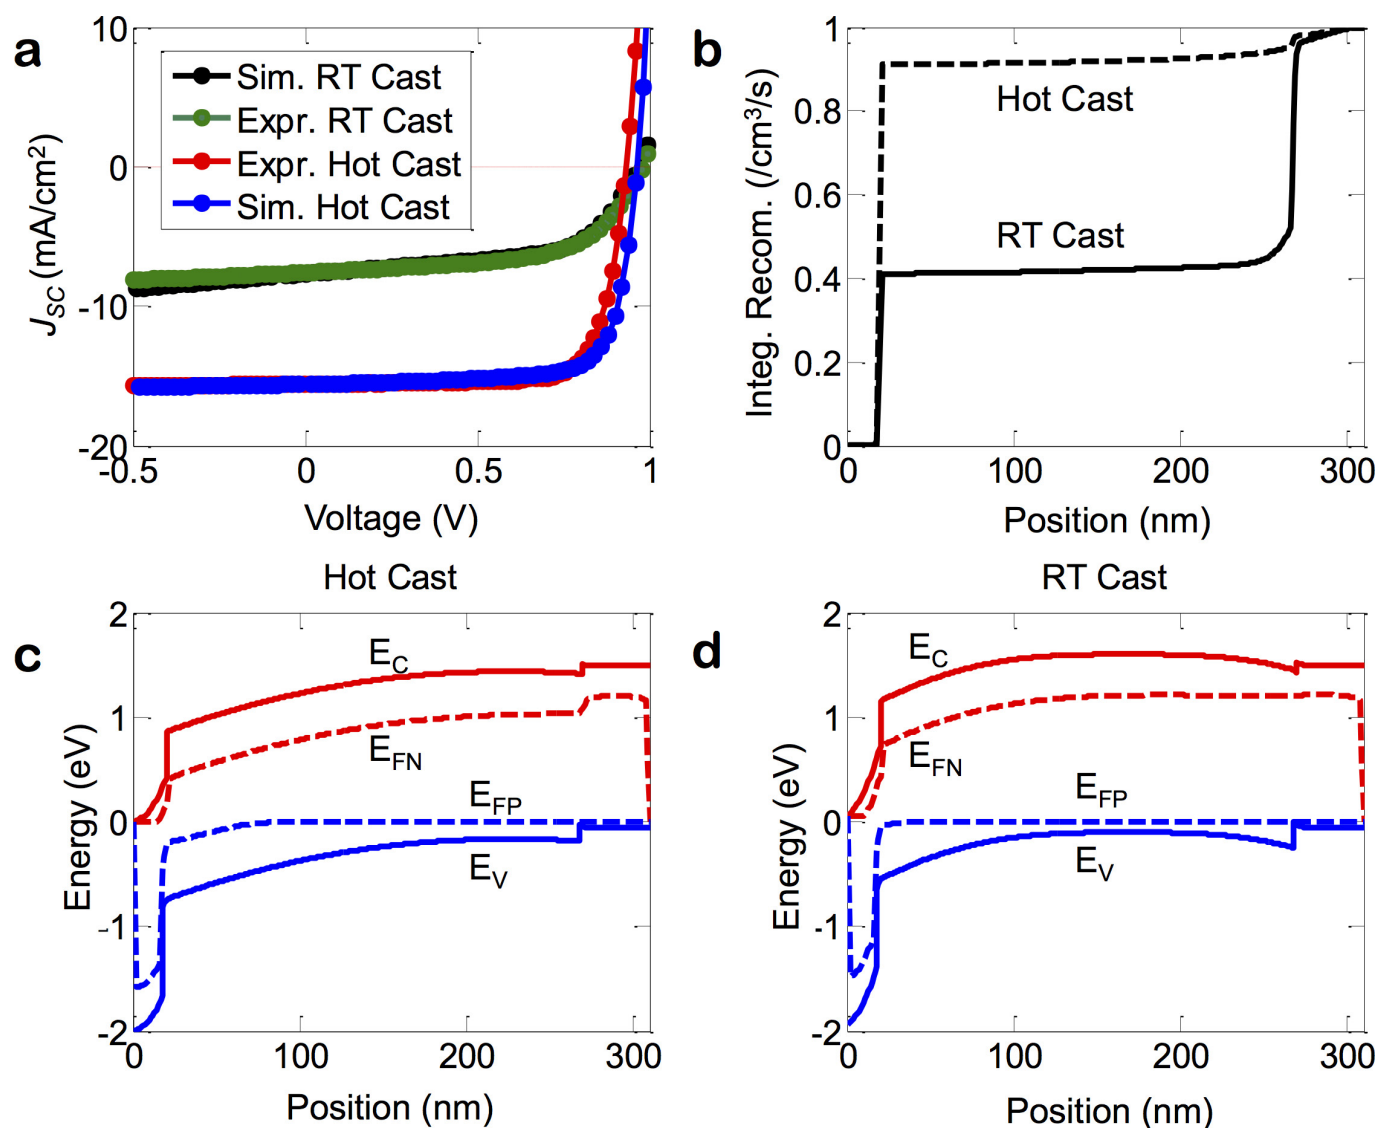 a
10
0
-10
-20
-0.5
0
0.5
1
J_SC (mA/cm²)
Voltage (V)
Sim. RT Cast
Expr. RT Cast
Expr. Hot Cast
Sim. Hot Cast
b
1
0.8
0.6
0.4
0.2
0
0
100
200
300
Integ. Recom. (/cm³/s)
Position (nm)
Hot Cast
RT Cast
Hot Cast
c
2
1
0
-1
-2
0
100
200
300
Energy (eV)
Position (nm)
E_C
E_FN
E_FP
E_V
RT Cast
d
2
1
0
-1
-2
0
100
200
300
Energy (eV)
Position (nm)
E_C
E_FN
E_FP
E_V